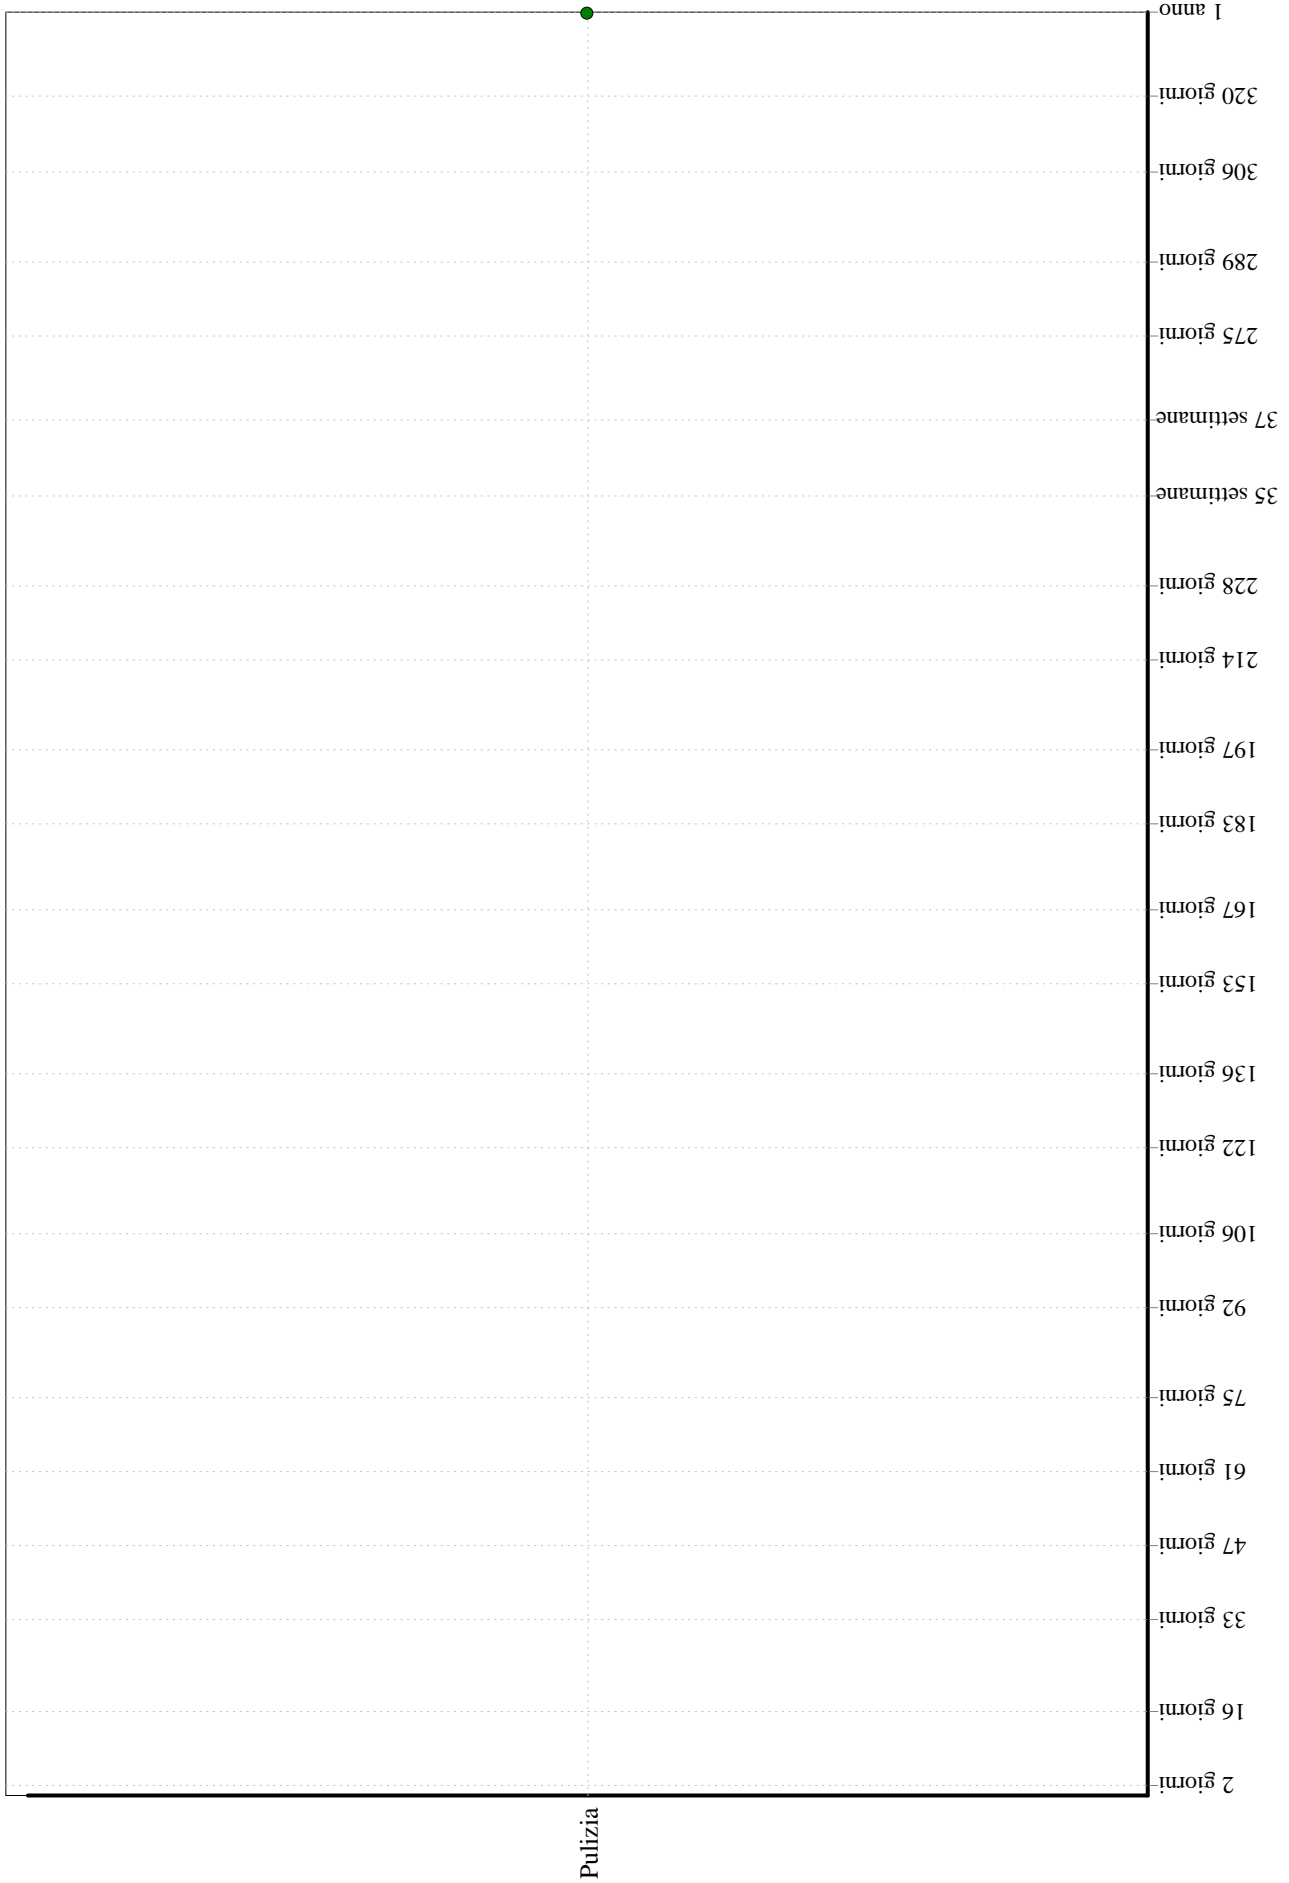 1 anno
320 giorni
306 giorni
289 giorni
275 giorni
37 settimane
35 settimane
228 giorni
214 giorni
197 giorni
183 giorni
167 giorni
153 giorni
136 giorni
122 giorni
106 giorni
92 giorni
75 giorni
61 giorni
47 giorni
33 giorni
16 giorni
2 giorni
Pulizia